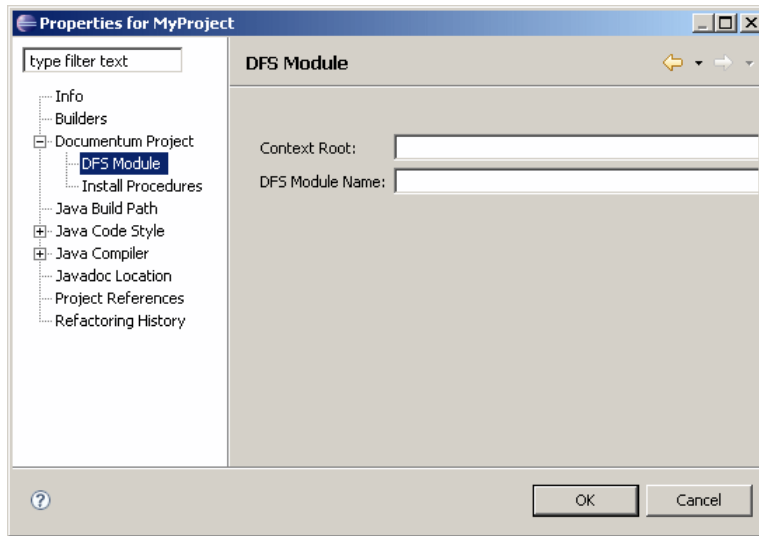 Properties for MyProject
type filter text
Info
Builders
Documentum Project
DFS Module
Install Procedures
Java Build Path
Java Code Style
Java Compiler
Javadoc Location
Project References
Refactoring History
DFS Module
Context Root:
DFS Module Name:
?
OK
Cancel